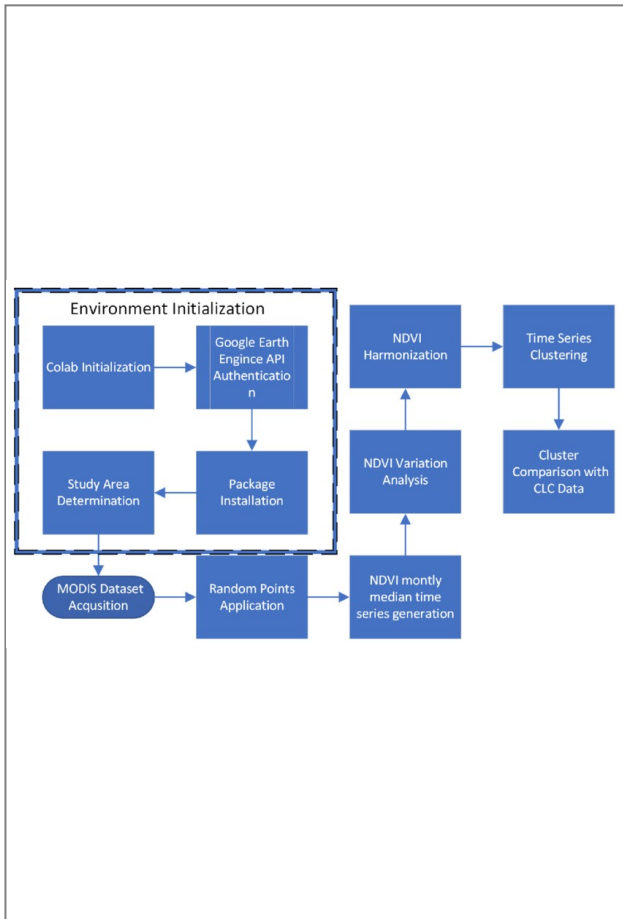 Environment Initialization
Colab Initialization
Google Earth
Engince API
Authenticatio
n
Package
Installation
Study Area
Determination
MODIS Dataset
Acqusition
Random Points
Application
NDVI montly
median time
series generation
NDVI Variation
Analysis
NDVI
Harmonization
Time Series
Clustering
Cluster
Comparison with
CLC Data